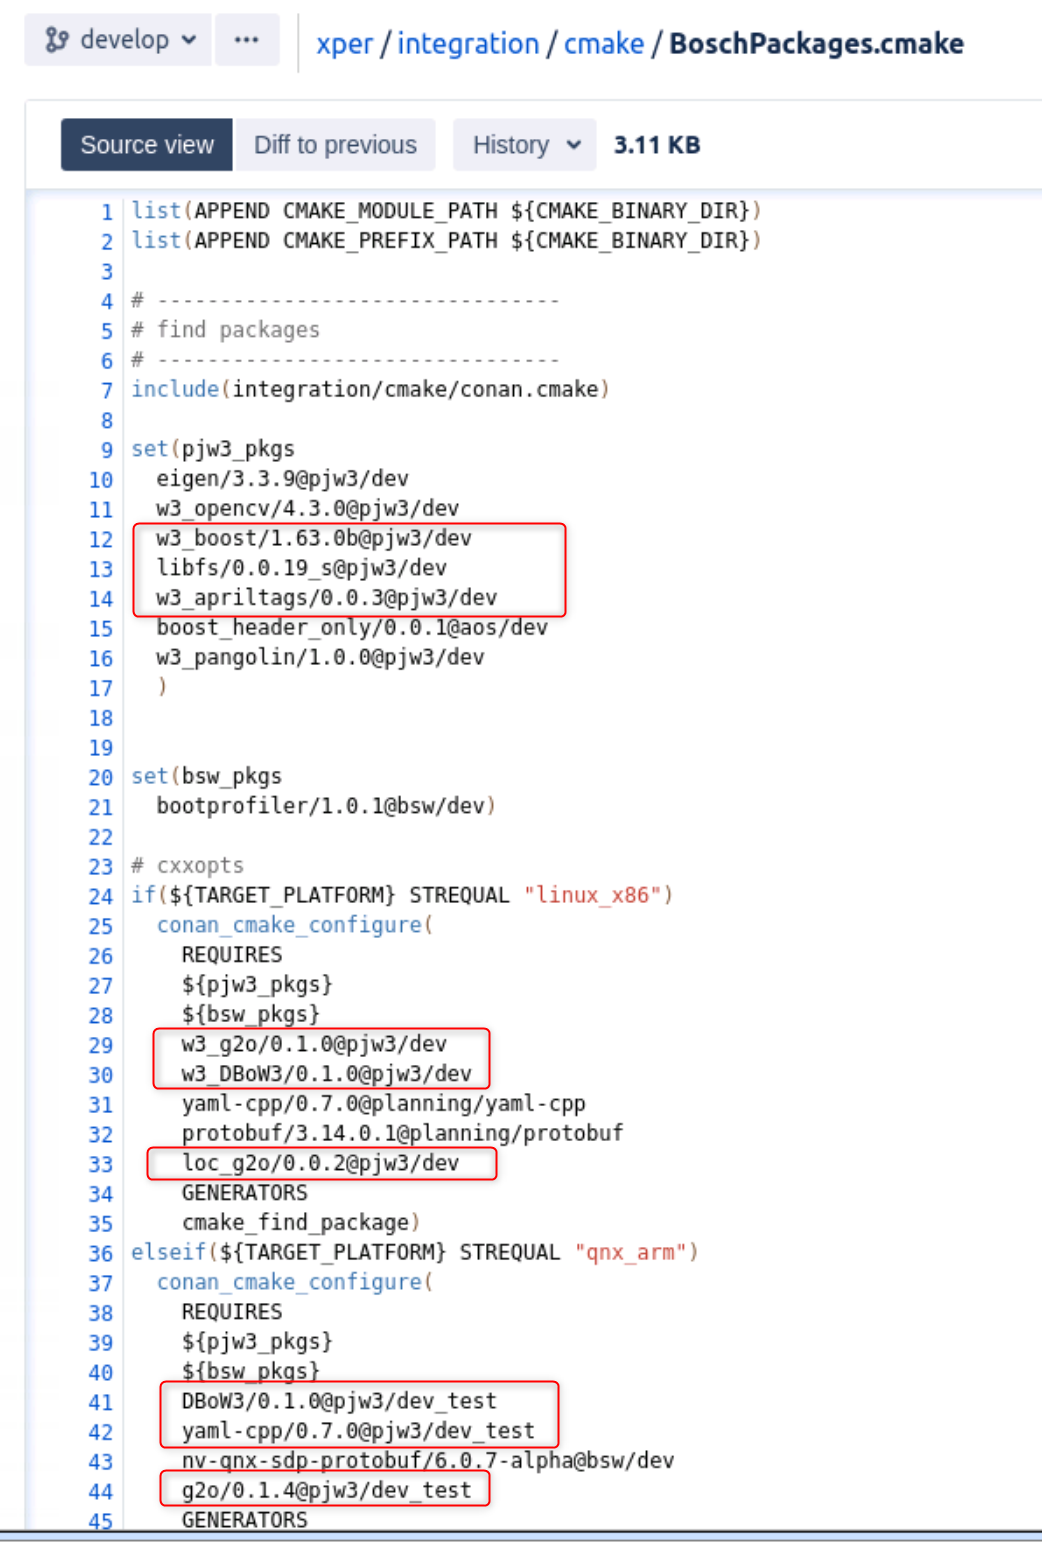 develop ...
xper / integration / cmake / BoschPackages.cmake
Source view Diff to previous History 3.11 KB
1 list(APPEND CMAKE_MODULE_PATH ${CMAKE_BINARY_DIR})
2 list(APPEND CMAKE_PREFIX_PATH ${CMAKE_BINARY_DIR})
3
4 # --------------------------------
5 # find packages
6 # --------------------------------
7 include(integration/cmake/conan.cmake)
8
9 set(pjw3_pkgs
10 eigen/3.3.9@pjw3/dev
11 w3_opencv/4.3.0@pjw3/dev
12 w3_boost/1.63.0b@pjw3/dev
13 libfs/0.0.19_s@pjw3/dev
14 w3_apriltags/0.0.3@pjw3/dev
15 boost_header_only/0.0.1@aos/dev
16 w3_pangolin/1.0.0@pjw3/dev
17 )
18
19
20 set(bsw_pkgs
21 bootprofiler/1.0.1@bsw/dev)
22
23 # cxxopts
24 if(${TARGET_PLATFORM} STREQUAL "linux_x86")
25 conan_cmake_configure(
26 REQUIRES
27 ${pjw3_pkgs}
28 ${bsw_pkgs}
29 w3_g2o/0.1.0@pjw3/dev
30 w3_DBoW3/0.1.0@pjw3/dev
31 yaml-cpp/0.7.0@planning/yaml-cpp
32 protobuf/3.14.0.1@planning/protobuf
33 loc_g2o/0.0.2@pjw3/dev
34 GENERATORS
35 cmake_find_package)
36 elseif(${TARGET_PLATFORM} STREQUAL "qnx_arm")
37 conan_cmake_configure(
38 REQUIRES
39 ${pjw3_pkgs}
40 ${bsw_pkgs}
41 DBoW3/0.1.0@pjw3/dev_test
42 yaml-cpp/0.7.0@pjw3/dev_test
43 nv-qnx-sdp-protobuf/6.0.7-alpha@bsw/dev
44 g2o/0.1.4@pjw3/dev_test
45 GENERATORS